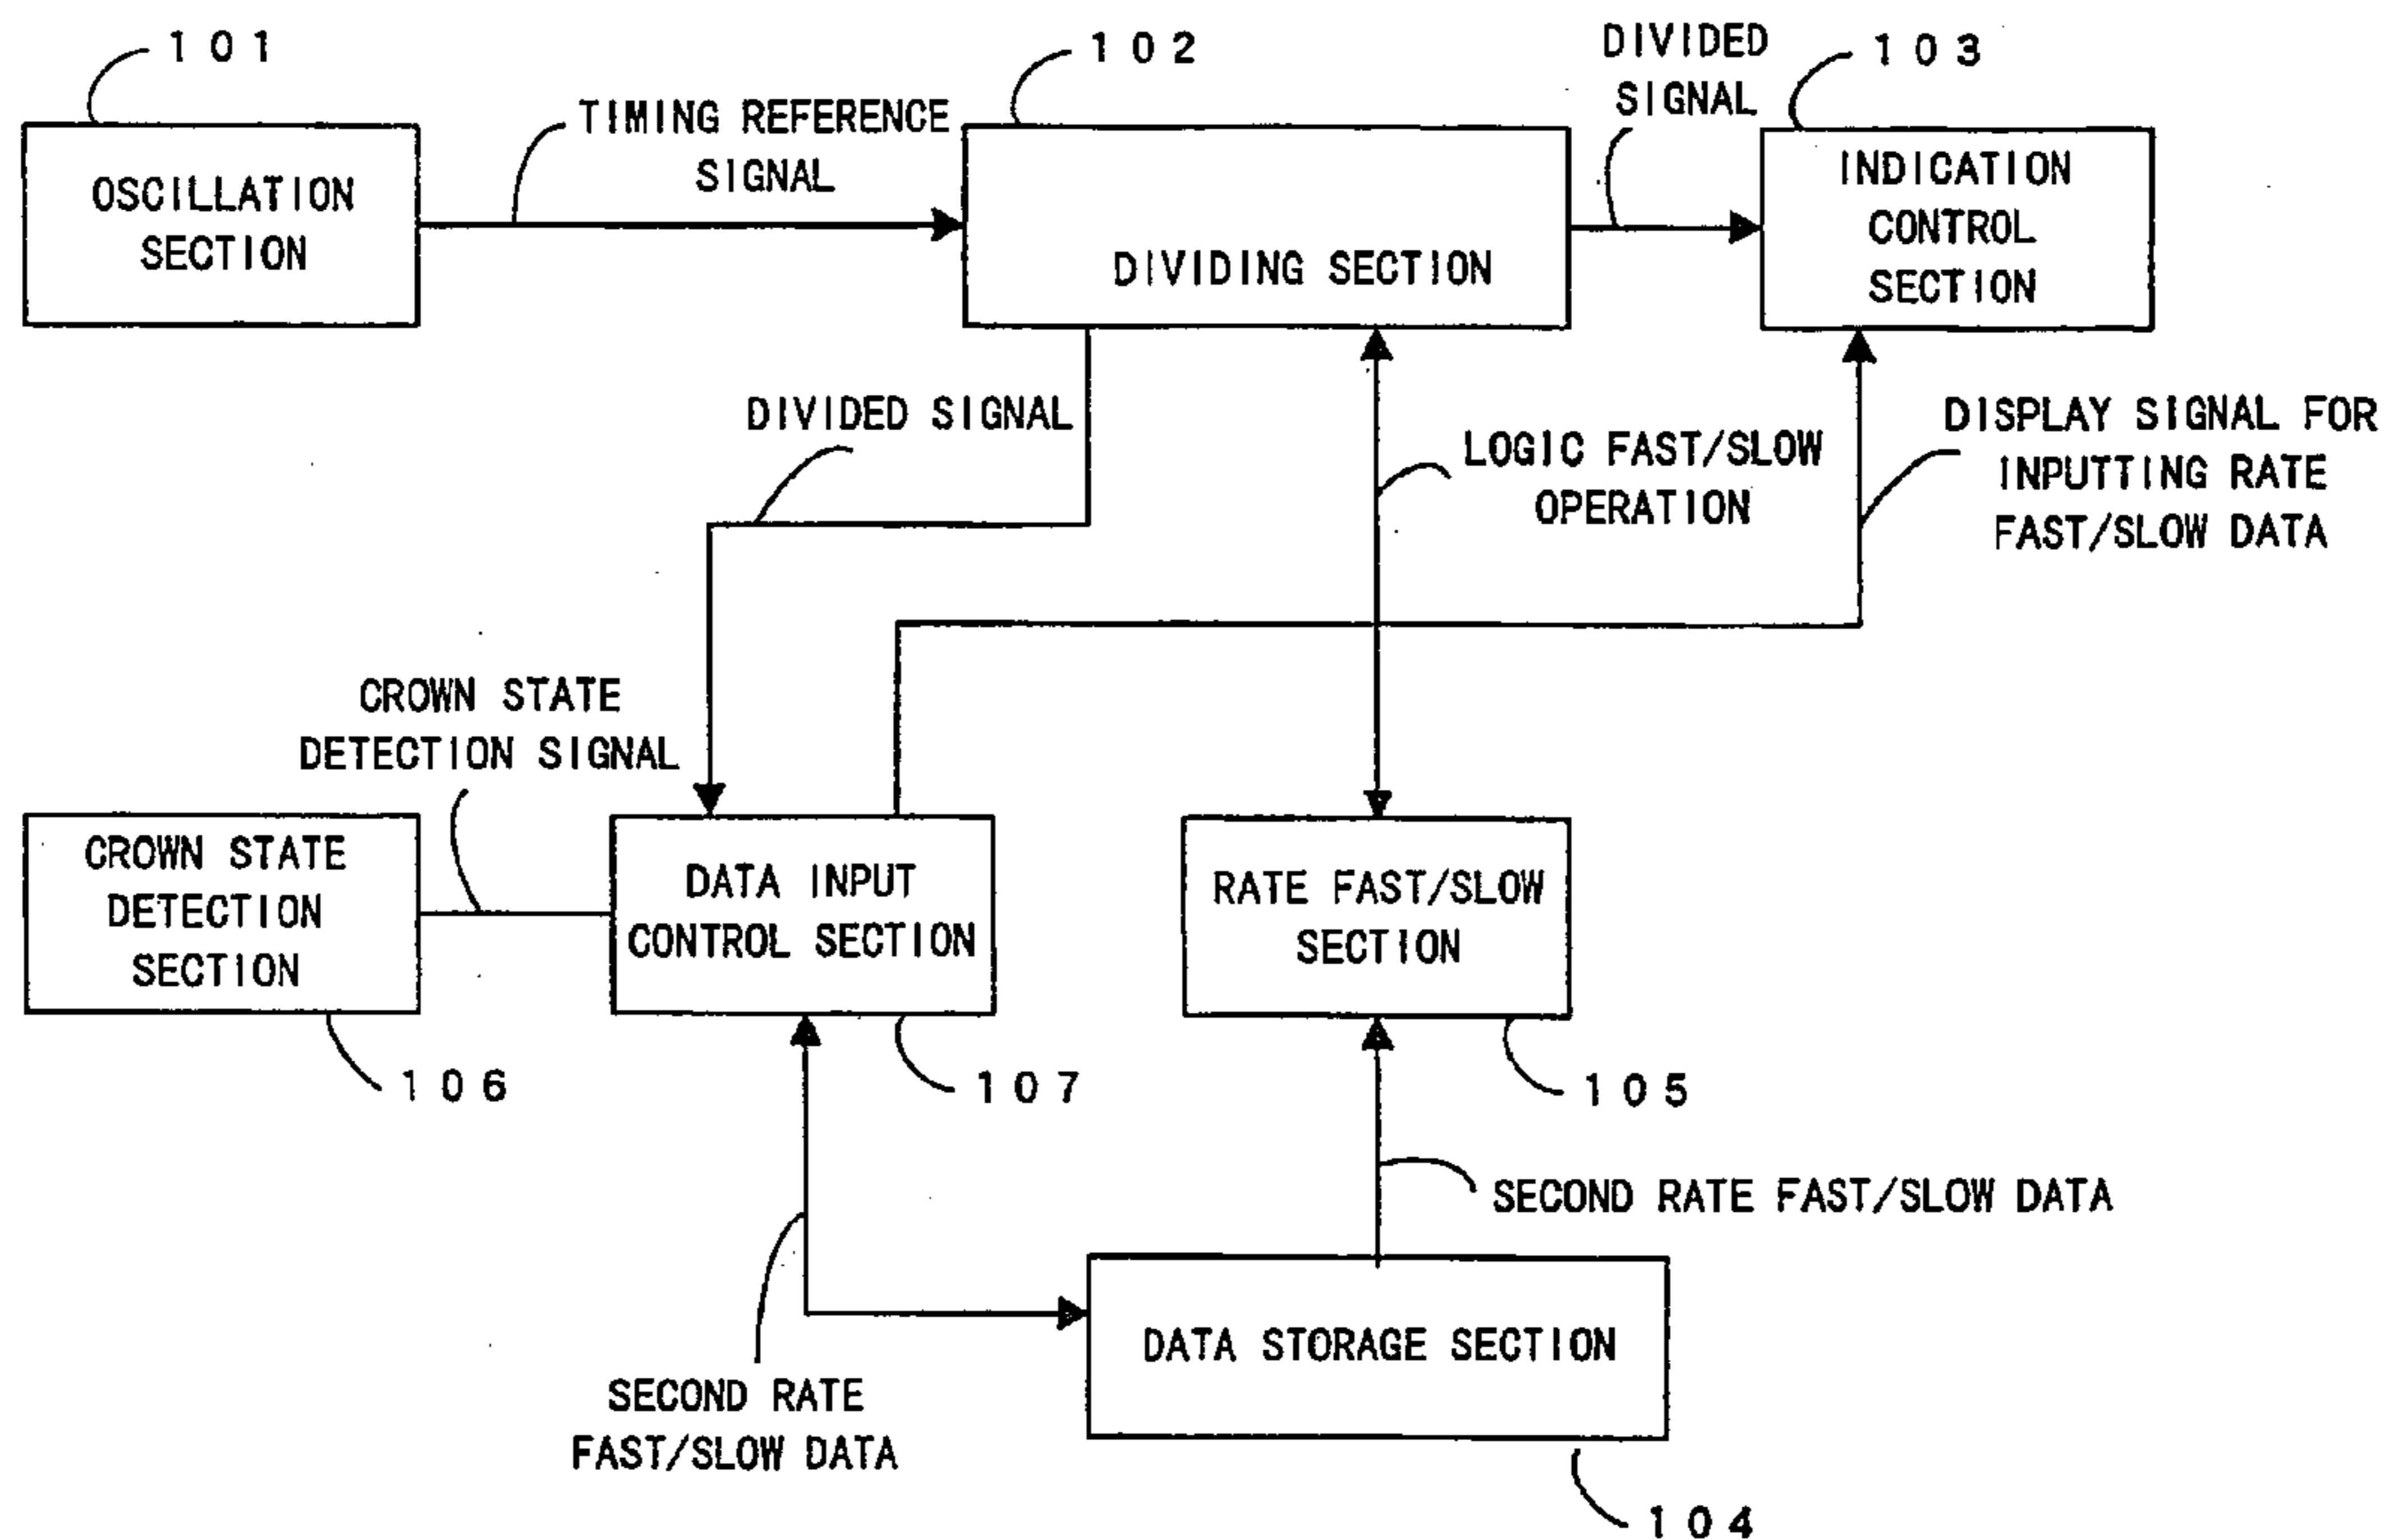 101
102
DIVIDED
SIGNAL
103
TIMING REFERENCE
SIGNAL
OSCILLATION
SECTION
DIVIDING SECTION
INDICATION
CONTROL
SECTION
DIVIDED SIGNAL
LOGIC FAST/SLOW
OPERATION
DISPLAY SIGNAL FOR
INPUTTING RATE
FAST/SLOW DATA
CROWN STATE
DETECTION SIGNAL
CROWN STATE
DETECTION
SECTION
DATA INPUT
CONTROL SECTION
RATE FAST/SLOW
SECTION
106
107
105
SECOND RATE FAST/SLOW DATA
DATA STORAGE SECTION
SECOND RATE
FAST/SLOW DATA
104